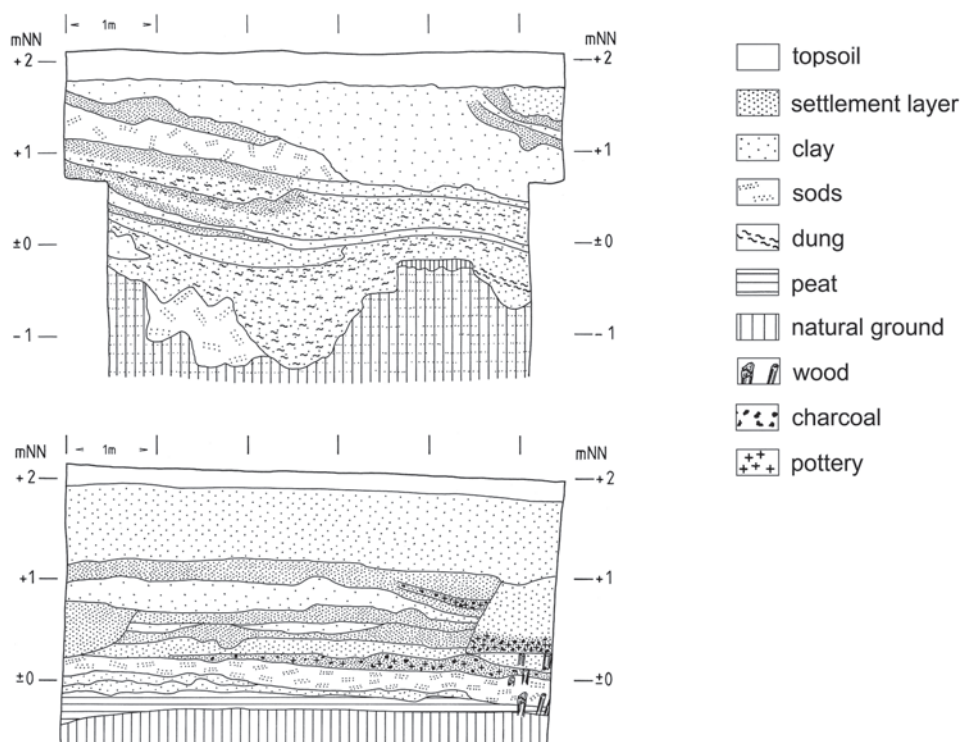 1m
mNN
mNN
+2
+2
+1
+1
±0
±0
-1
-1
1m
mNN
mNN
+2
+2
+1
+1
±0
±0
topsoil
settlement layer
clay
sods
dung
peat
natural ground
wood
charcoal
pottery